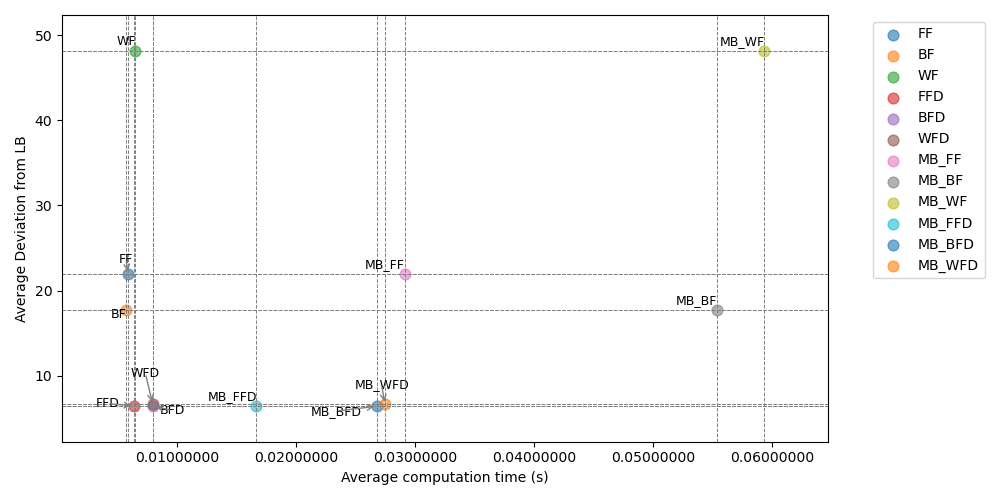 50
40
30
20
10
Average Deviation from LB
WF
MB_WF
FF
MB_FF
BF
MB_BF
WFD
MB_WFD
FFD
MB_FFD
BFD
MB_BFD
0.01000000
0.02000000
0.03000000
0.04000000
0.05000000
0.06000000
Average computation time (s)
FF
BF
WF
FFD
BFD
WFD
MB_FF
MB_BF
MB_WF
MB_FFD
MB_BFD
MB_WFD